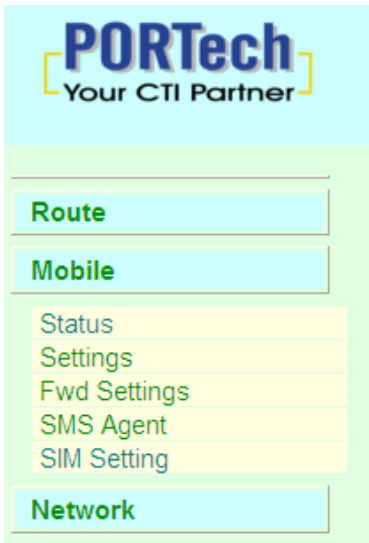 PORTech
Your CTI Partner
Route
Mobile
Status
Settings
Fwd Settings
SMS Agent
SIM Setting
Network